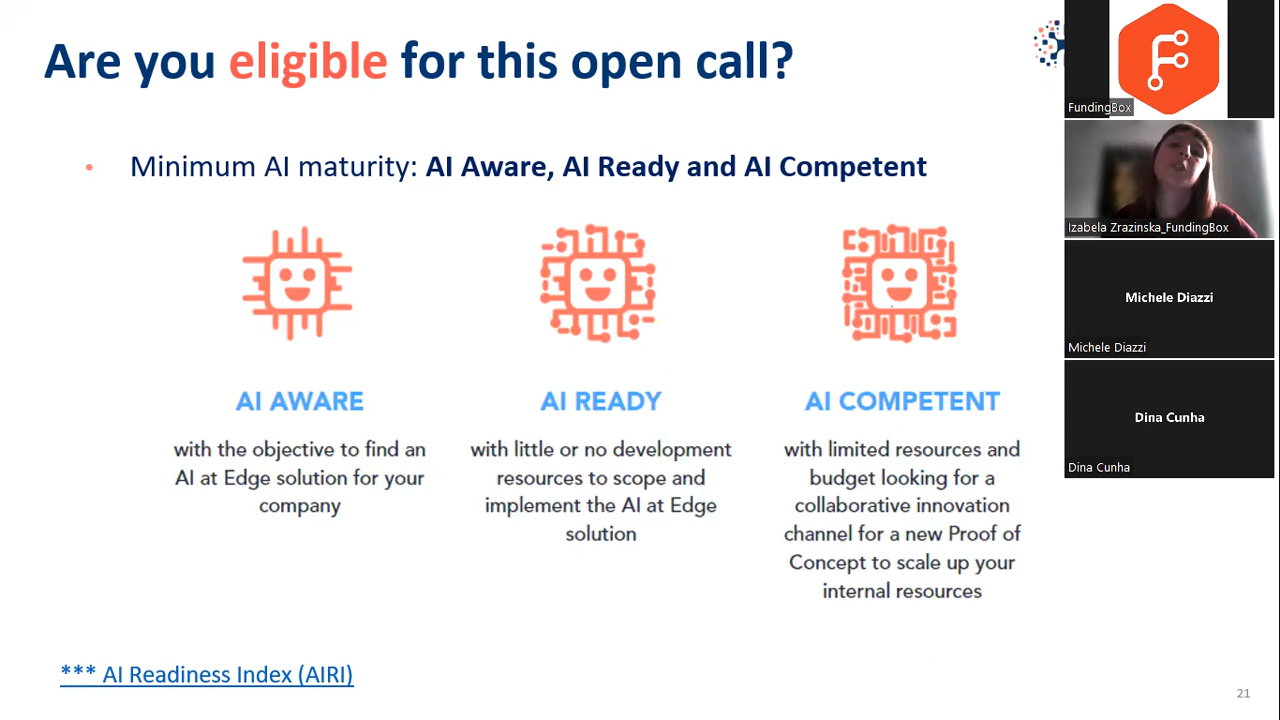 Are you eligible for this open call?
• Minimum AI maturity: AI Aware, AI Ready and AI Competent
AI AWARE
with the objective to find an
AI at Edge solution for your
company
AI READY
with little or no development
resources to scope and
implement the AI at Edge
solution
AI COMPETENT
with limited resources and
budget looking for a
collaborative innovation
channel for a new Proof of
Concept to scale up your
internal resources
*** AI Readiness Index (AIRI)
21
FundingBox
Izabela Zrazinska_FundingBox
Michele Diazzi
Michele Diazzi
Dina Cunha
Dina Cunha